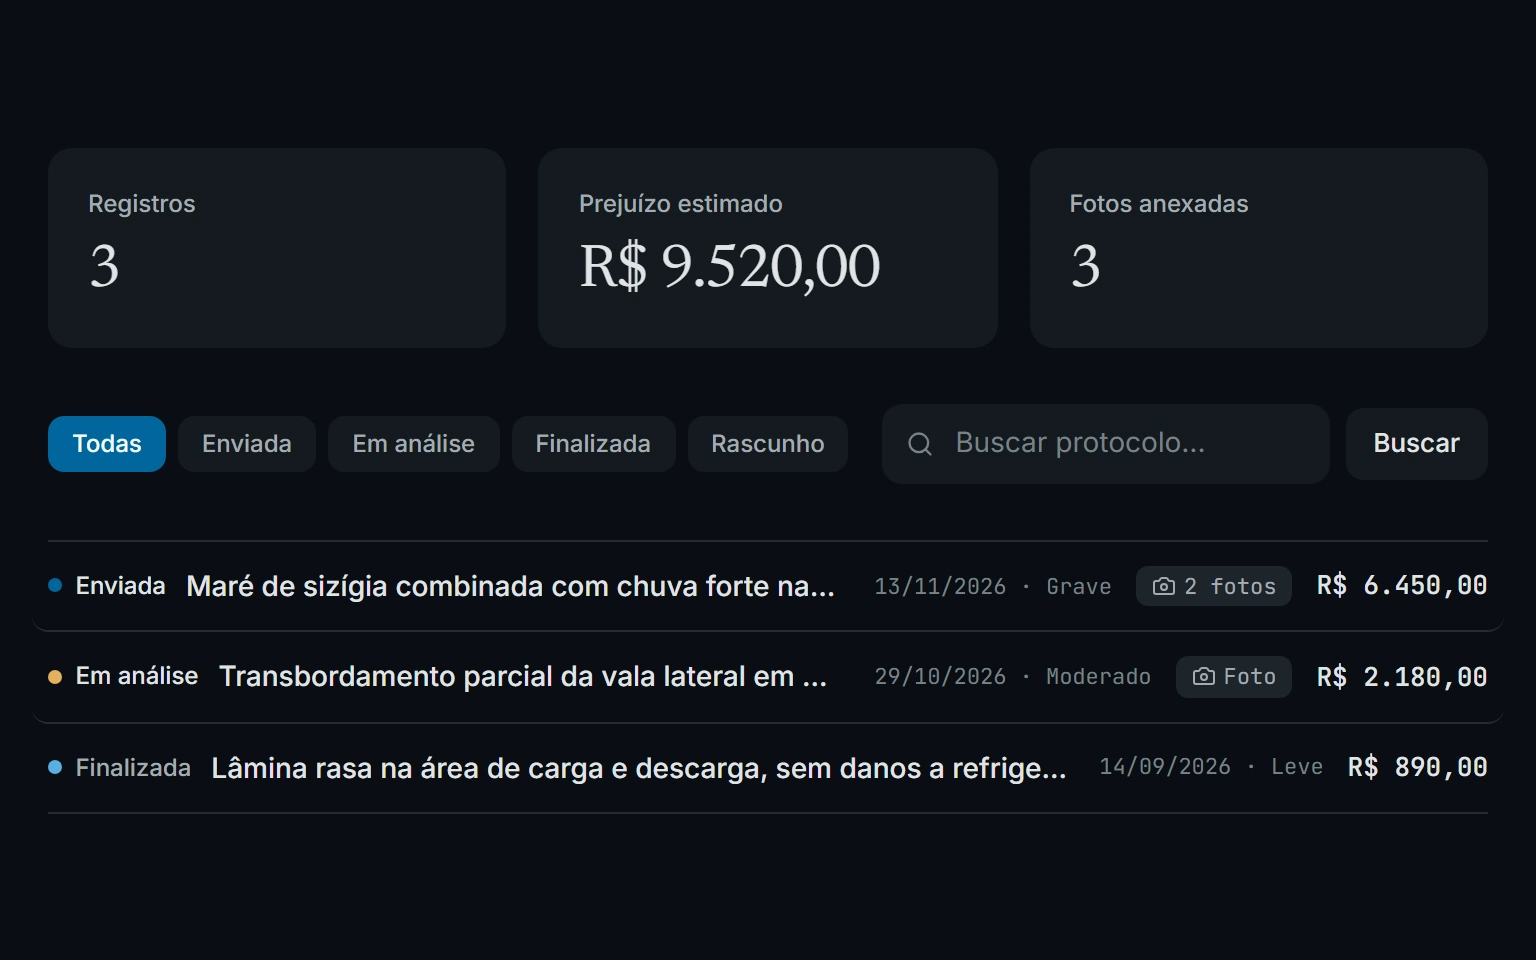 Registros
3
Prejuízo estimado
R$ 9.520,00
Fotos anexadas
3
Todas Enviada Em análise Finalizada Rascunho Buscar protocolo... Buscar
Enviada Maré de sizígia combinada com chuva forte na... 13/11/2026 · Grave 2 fotos R$ 6.450,00
Em análise Transbordamento parcial da vala lateral em ... 29/10/2026 · Moderado Foto R$ 2.180,00
Finalizada Lâmina rasa na área de carga e descarga, sem danos a refrige... 14/09/2026 · Leve R$ 890,00